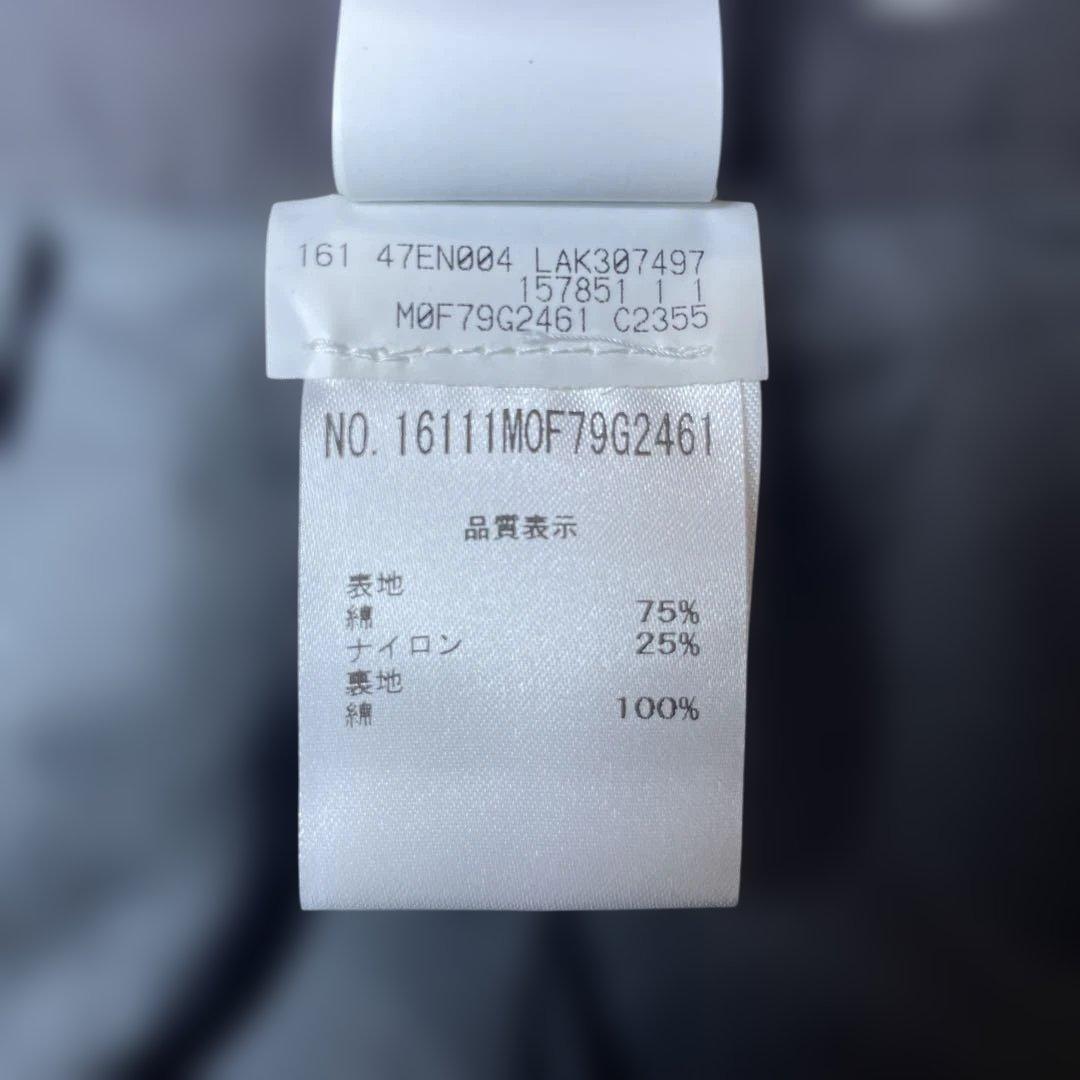 161 47EN004 LAK307497
157851 1 1
M0F79G2461 C2355
NO. 16111M0F79G2461
品質表示
表地
綿 75%
ナイロン 25%
裏地
綿 100%